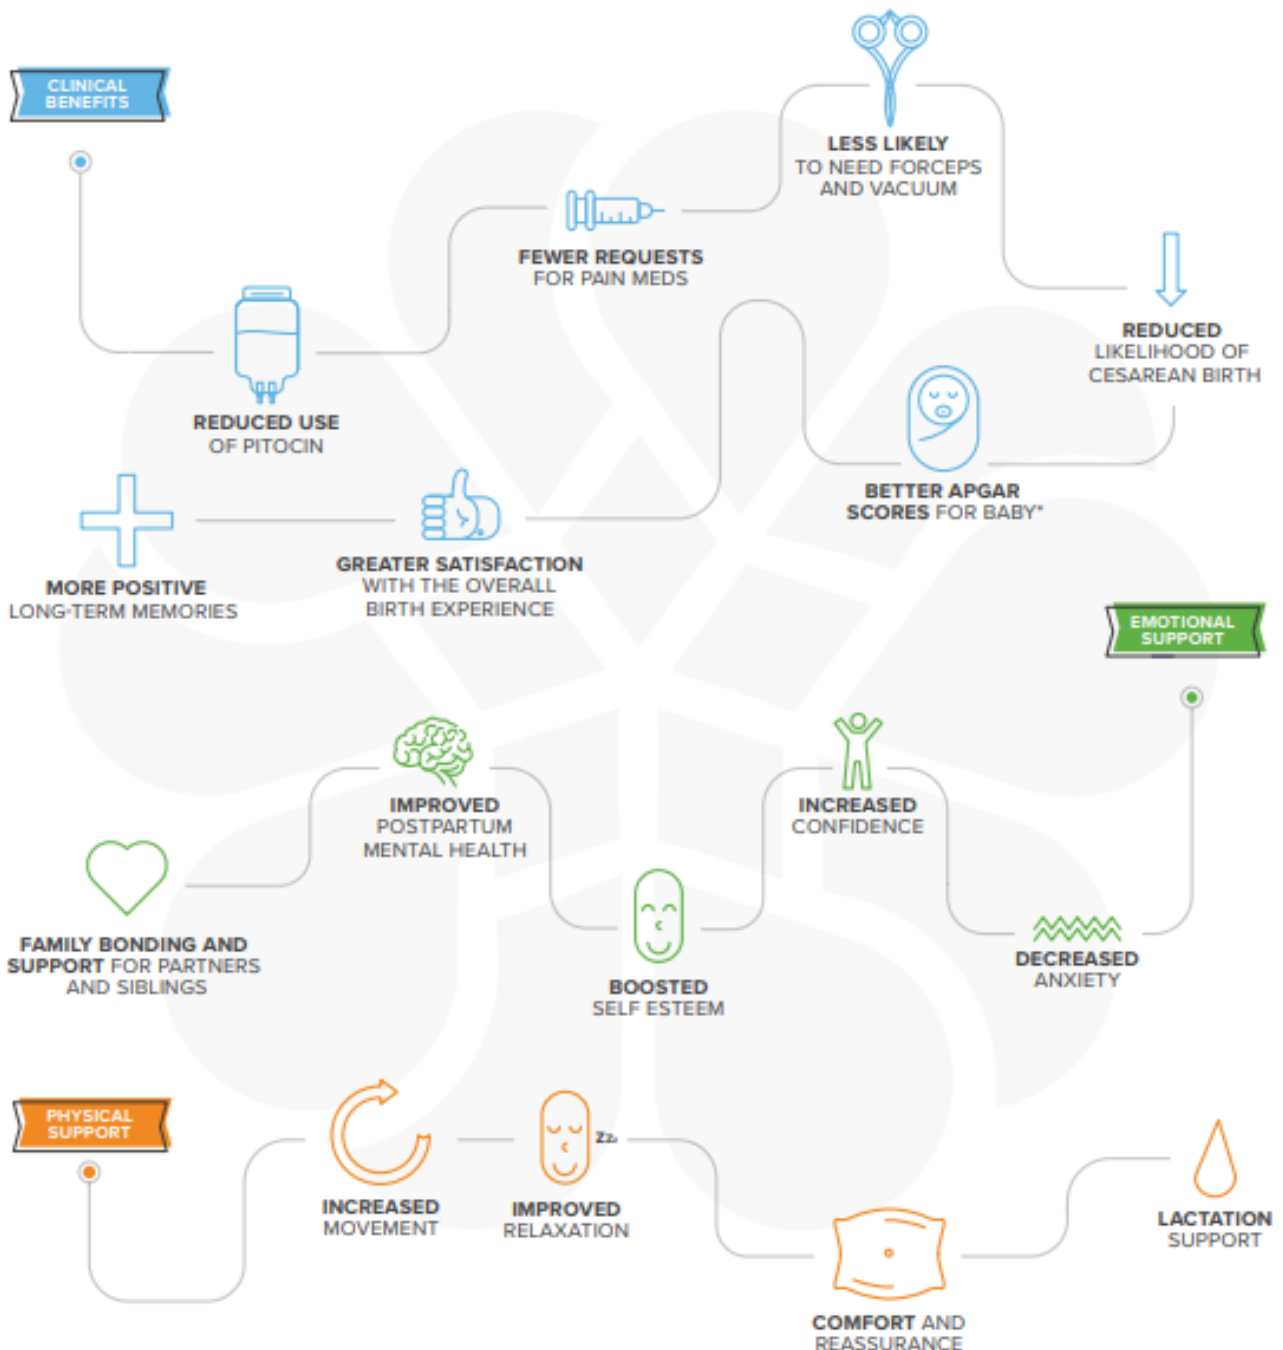 CLINICAL
BENEFITS
LESS LIKELY
TO NEED FORCEPS
AND VACUUM
FEWER REQUESTS
FOR PAIN MEDS
REDUCED
LIKELIHOOD OF
CESAREAN BIRTH
REDUCED USE
OF PITOCIN
BETTER APGAR
SCORES FOR BABY*
GREATER SATISFACTION
WITH THE OVERALL
BIRTH EXPERIENCE
MORE POSITIVE
LONG-TERM MEMORIES
EMOTIONAL
SUPPORT
IMPROVED
POSTPARTUM
MENTAL HEALTH
INCREASED
CONFIDENCE
FAMILY BONDING AND
SUPPORT FOR PARTNERS
AND SIBLINGS
BOOSTED
SELF ESTEEM
DECREASED
ANXIETY
PHYSICAL
SUPPORT
Zzz
INCREASED
MOVEMENT
IMPROVED
RELAXATION
LACTATION
SUPPORT
COMFORT AND
REASSURANCE